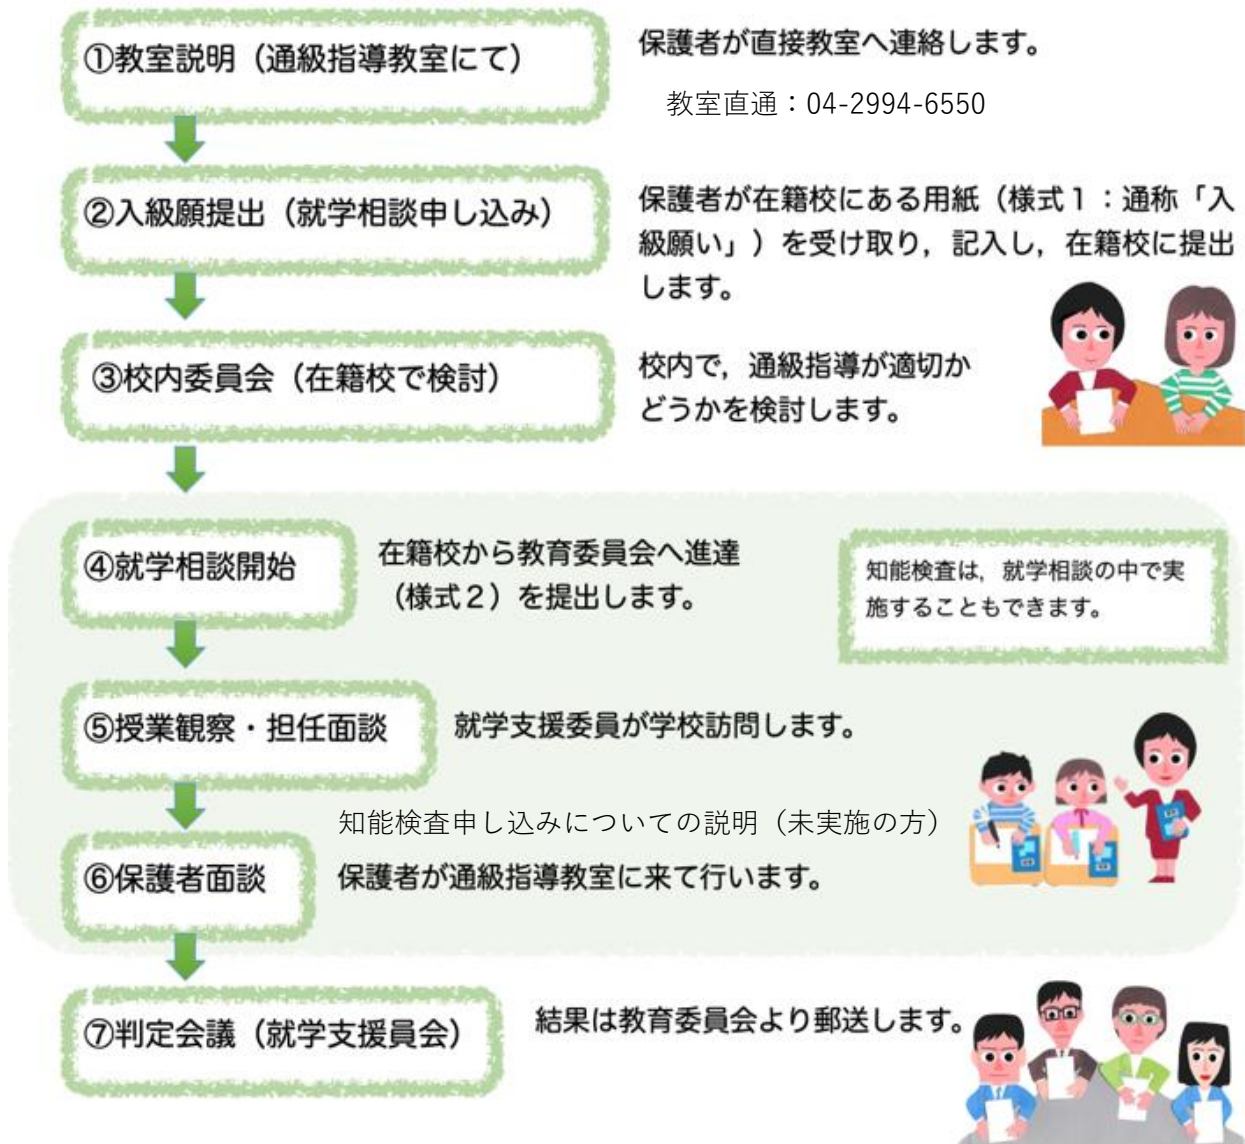 ①教室説明（通級指導教室にて）
保護者が直接教室へ連絡します。
教室直通：04-2994-6550
②入級願提出（就学相談申し込み）
保護者が在籍校にある用紙（様式１：通称「入
級願い」）を受け取り，記入し，在籍校に提出
します。
③校内委員会（在籍校で検討）
校内で，通級指導が適切か
どうかを検討します。
④就学相談開始
在籍校から教育委員会へ進達
（様式２）を提出します。
知能検査は，就学相談の中で実
施することもできます。
⑤授業観察・担任面談
就学支援委員が学校訪問します。
知能検査申し込みについての説明（未実施の方）
⑥保護者面談
保護者が通級指導教室に来て行います。
⑦判定会議（就学支援員会）
結果は教育委員会より郵送します。